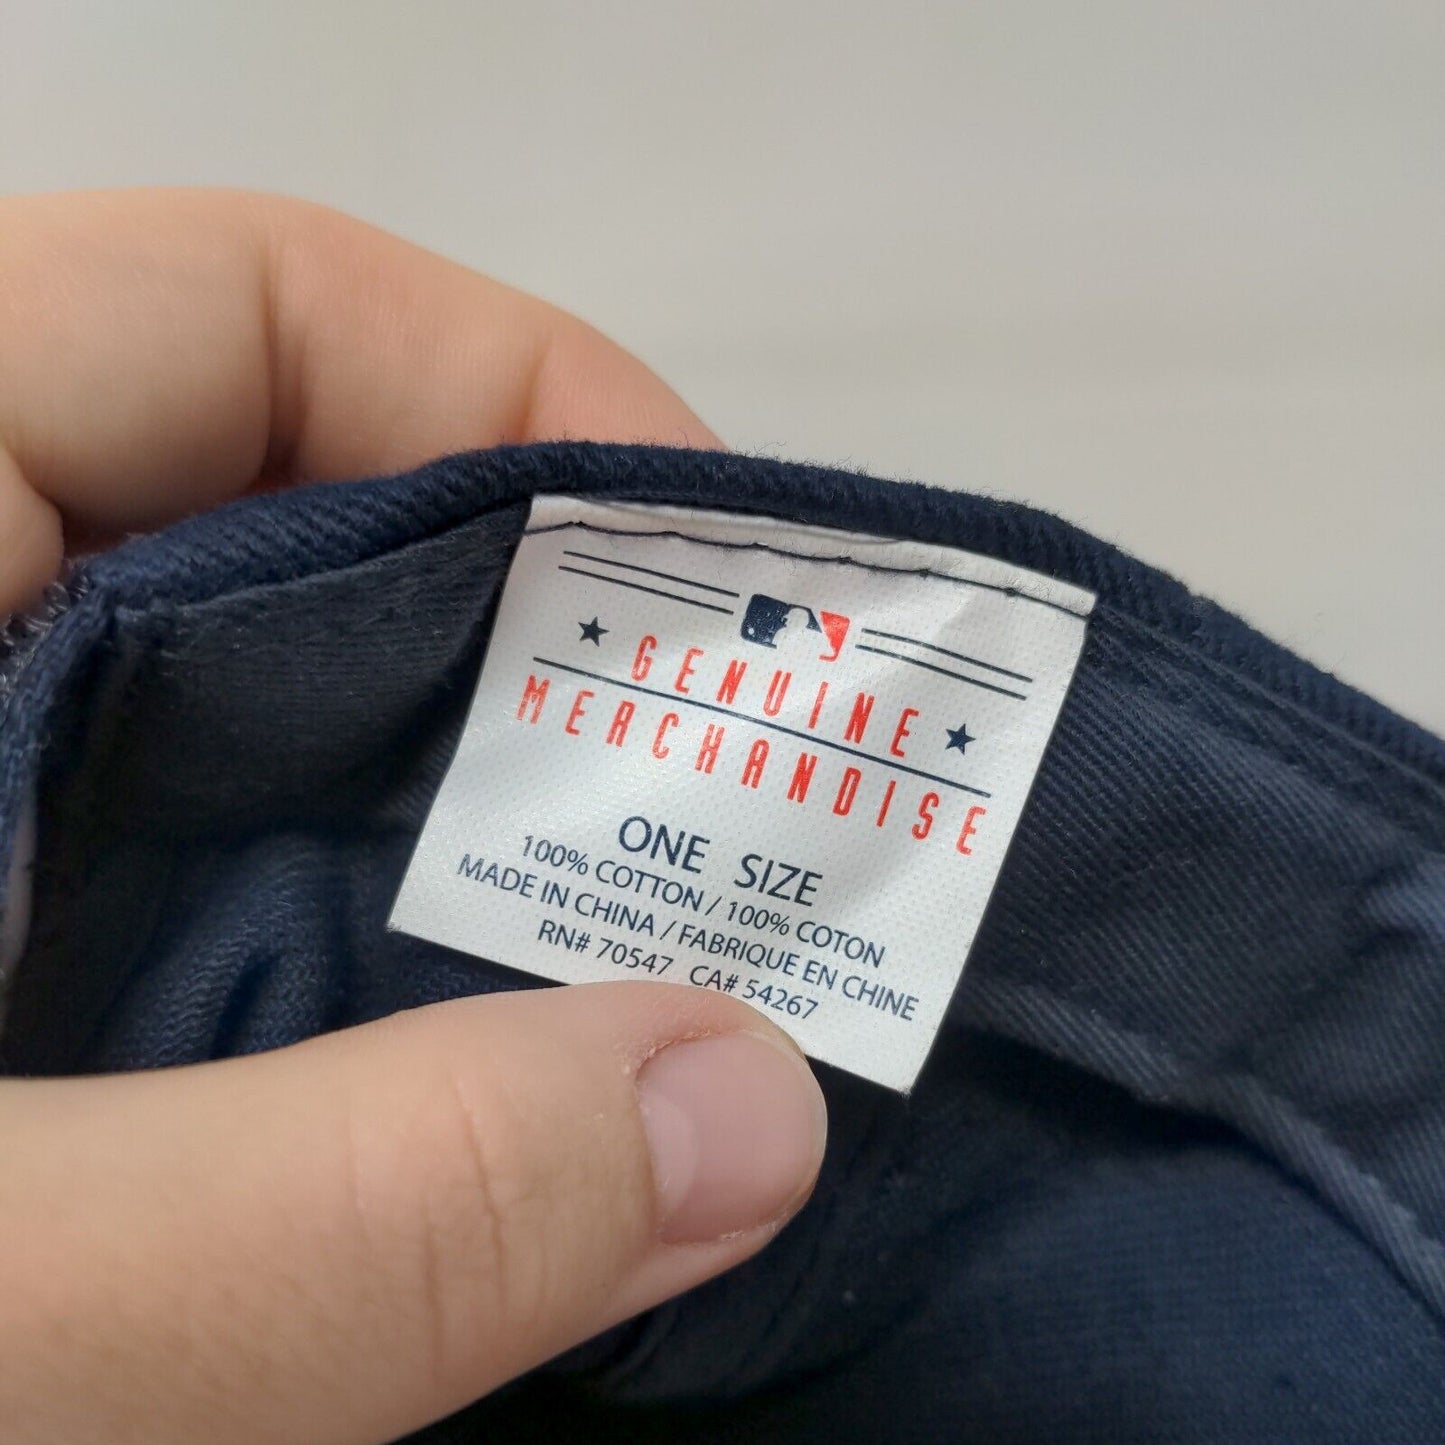 GENUINE
MERCHANDISE
ONE SIZE
100% COTTON / 100% COTON
MADE IN CHINA / FABRIQUE EN CHINE
RN# 70547 CA# 54267